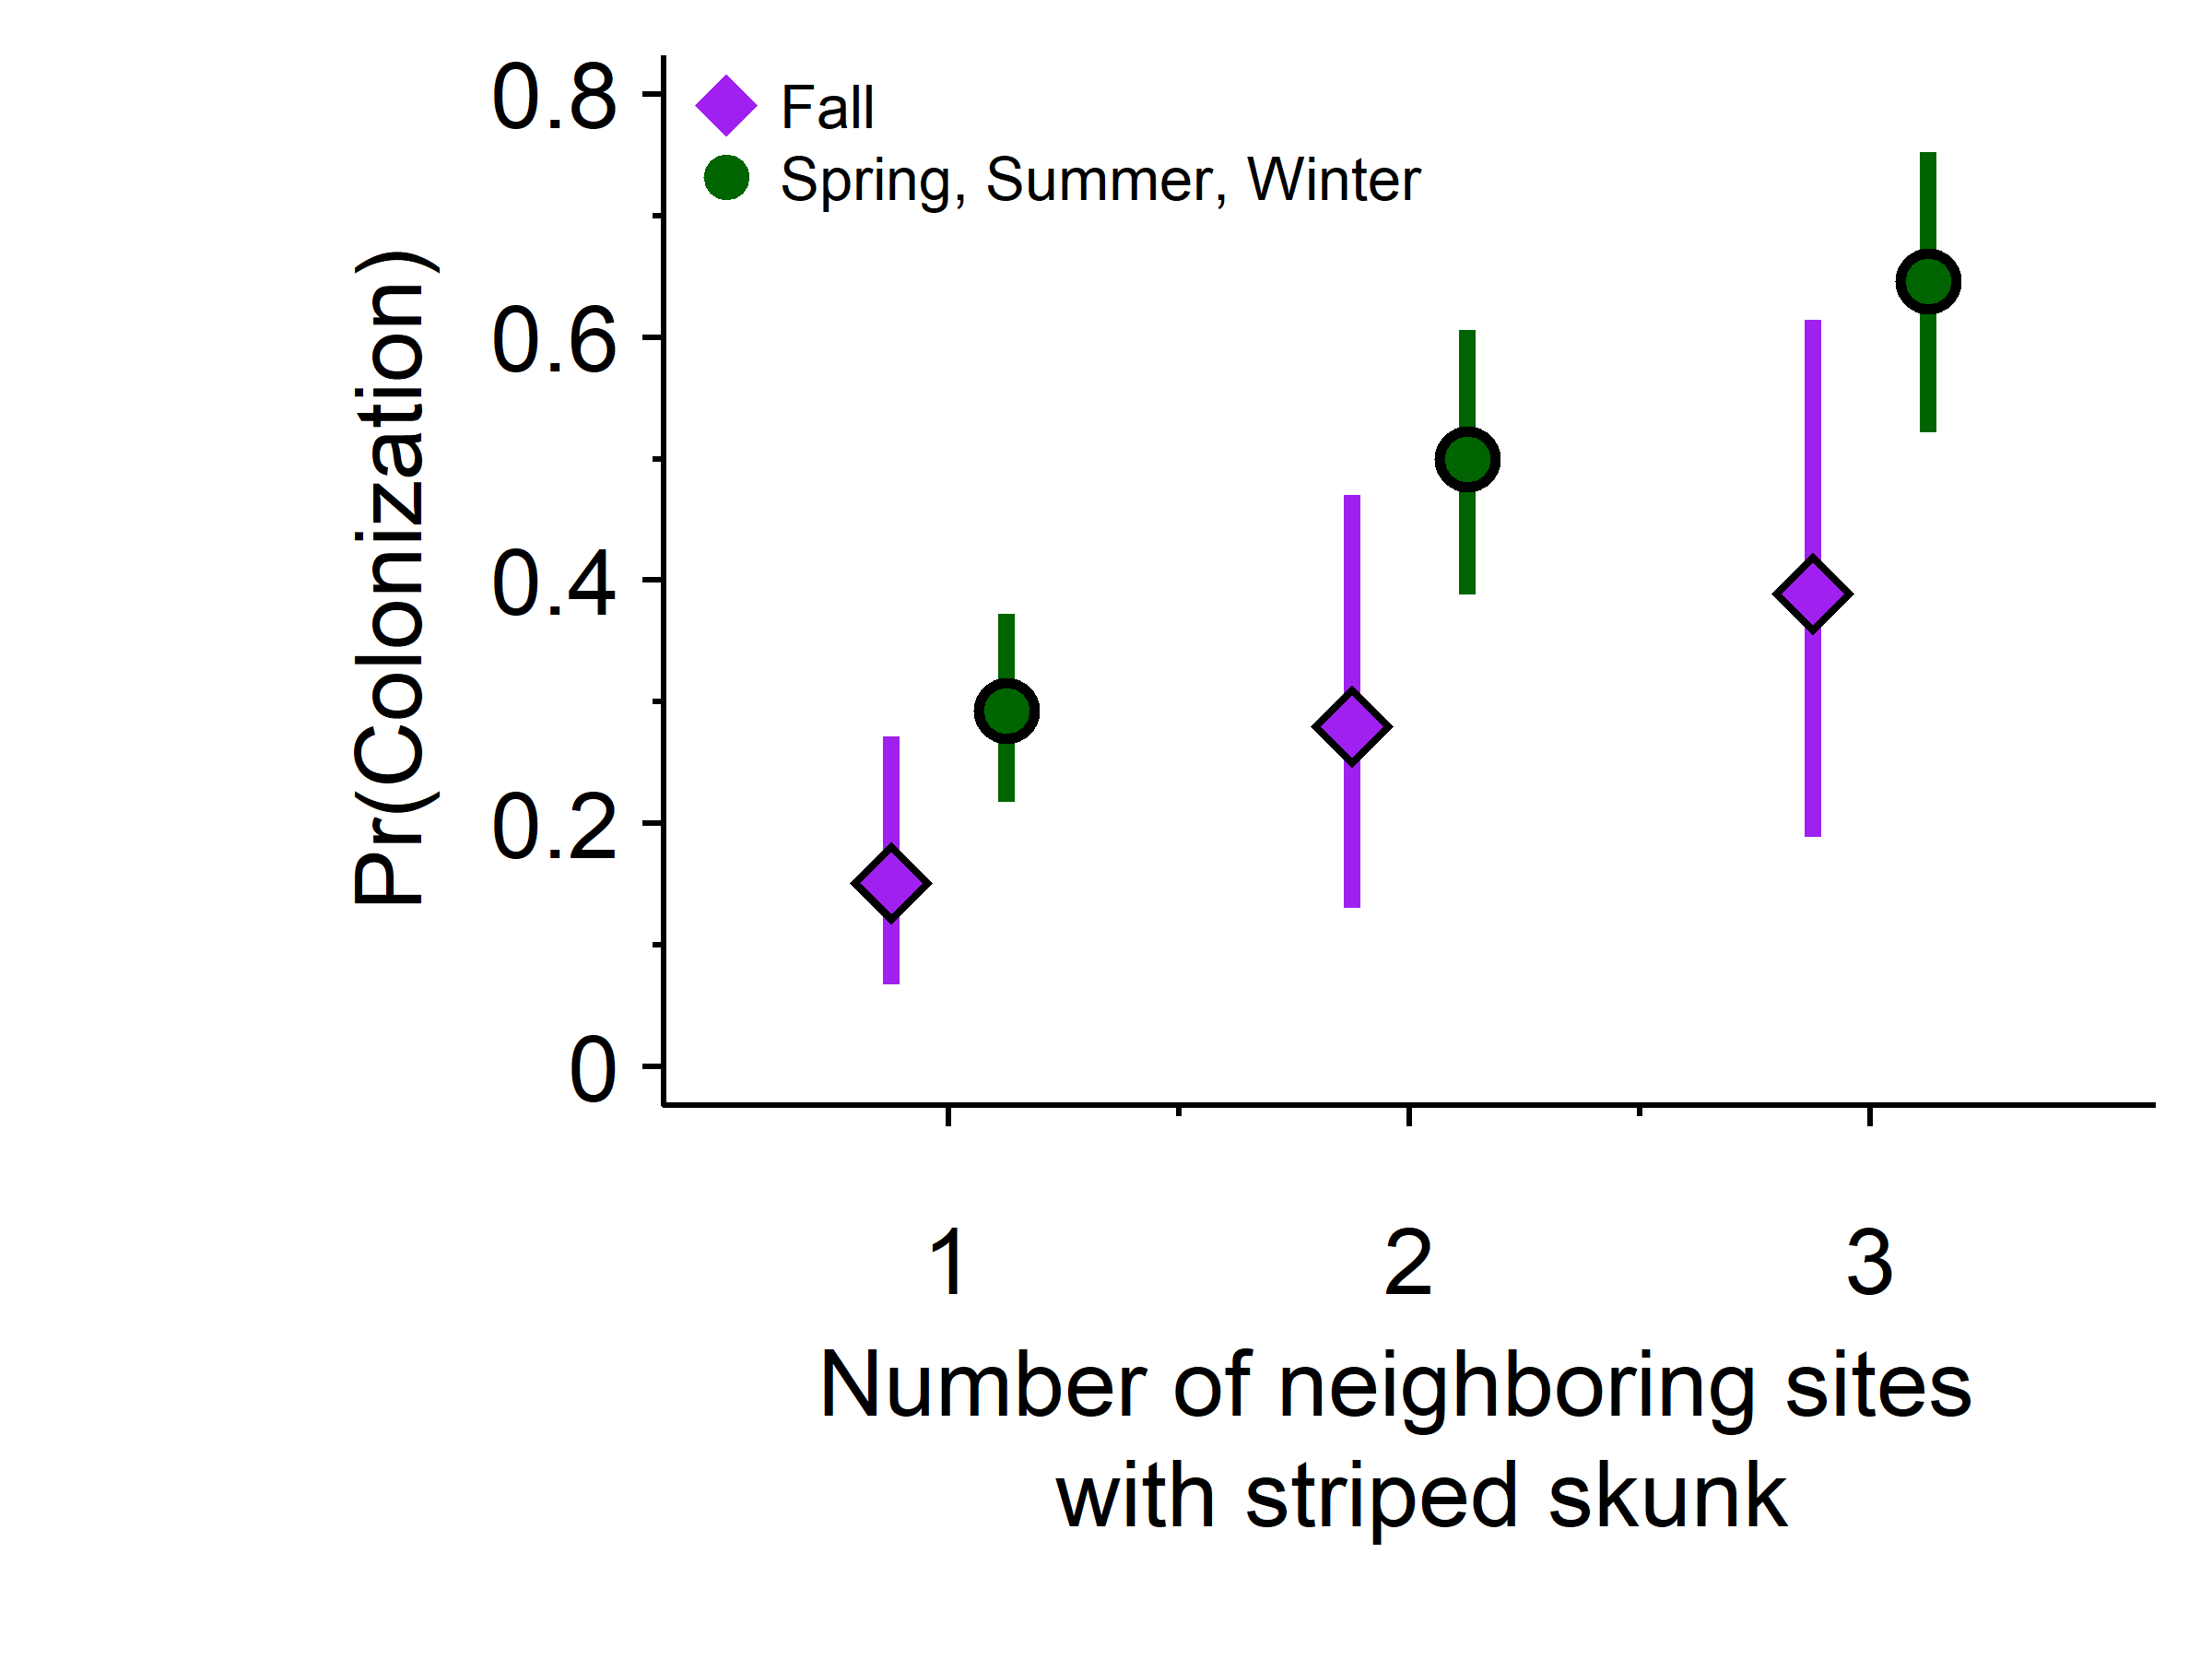 0.8
Fall
Spring, Summer, Winter
0.6
0.4
0.2
0
Pr(Colonization)
1
2
3
Number of neighboring sites
with striped skunk